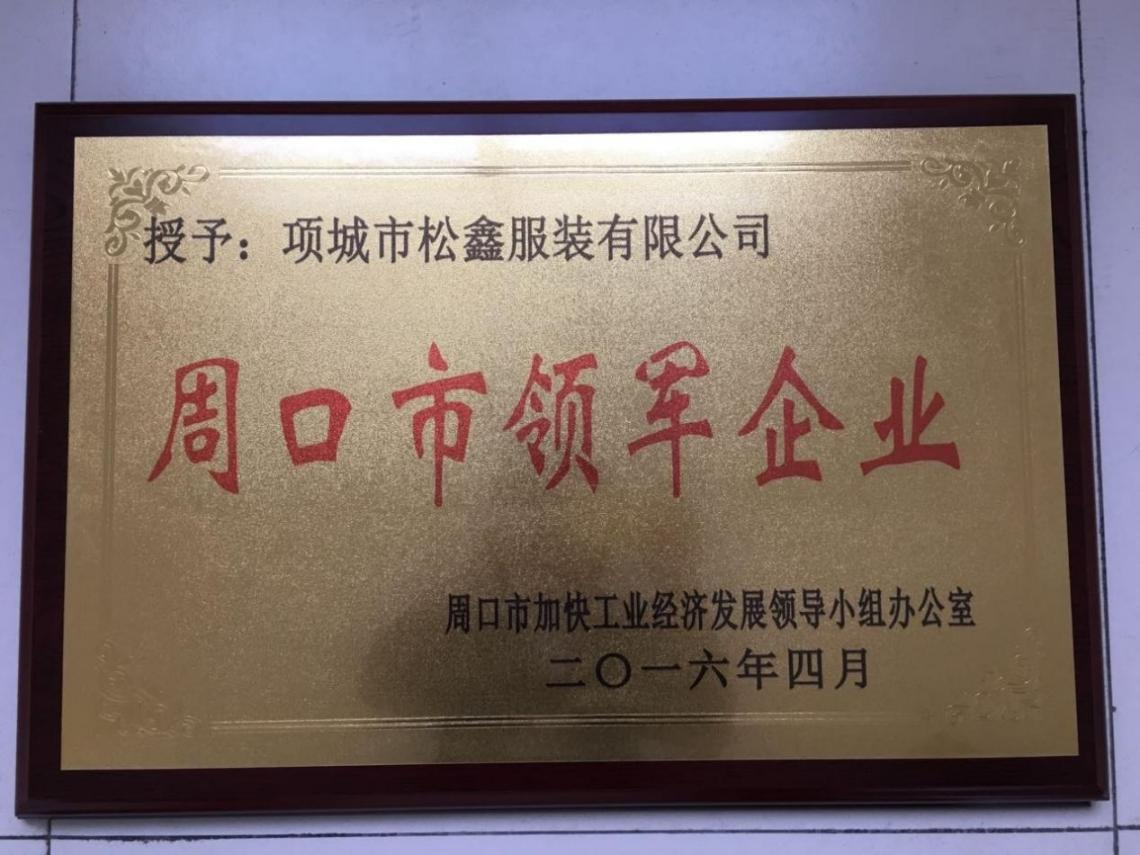 授予：项城市松鑫服装有限公司
周口市领军企业
周口市加快工业经济发展领导小组办公室
二〇一六年四月